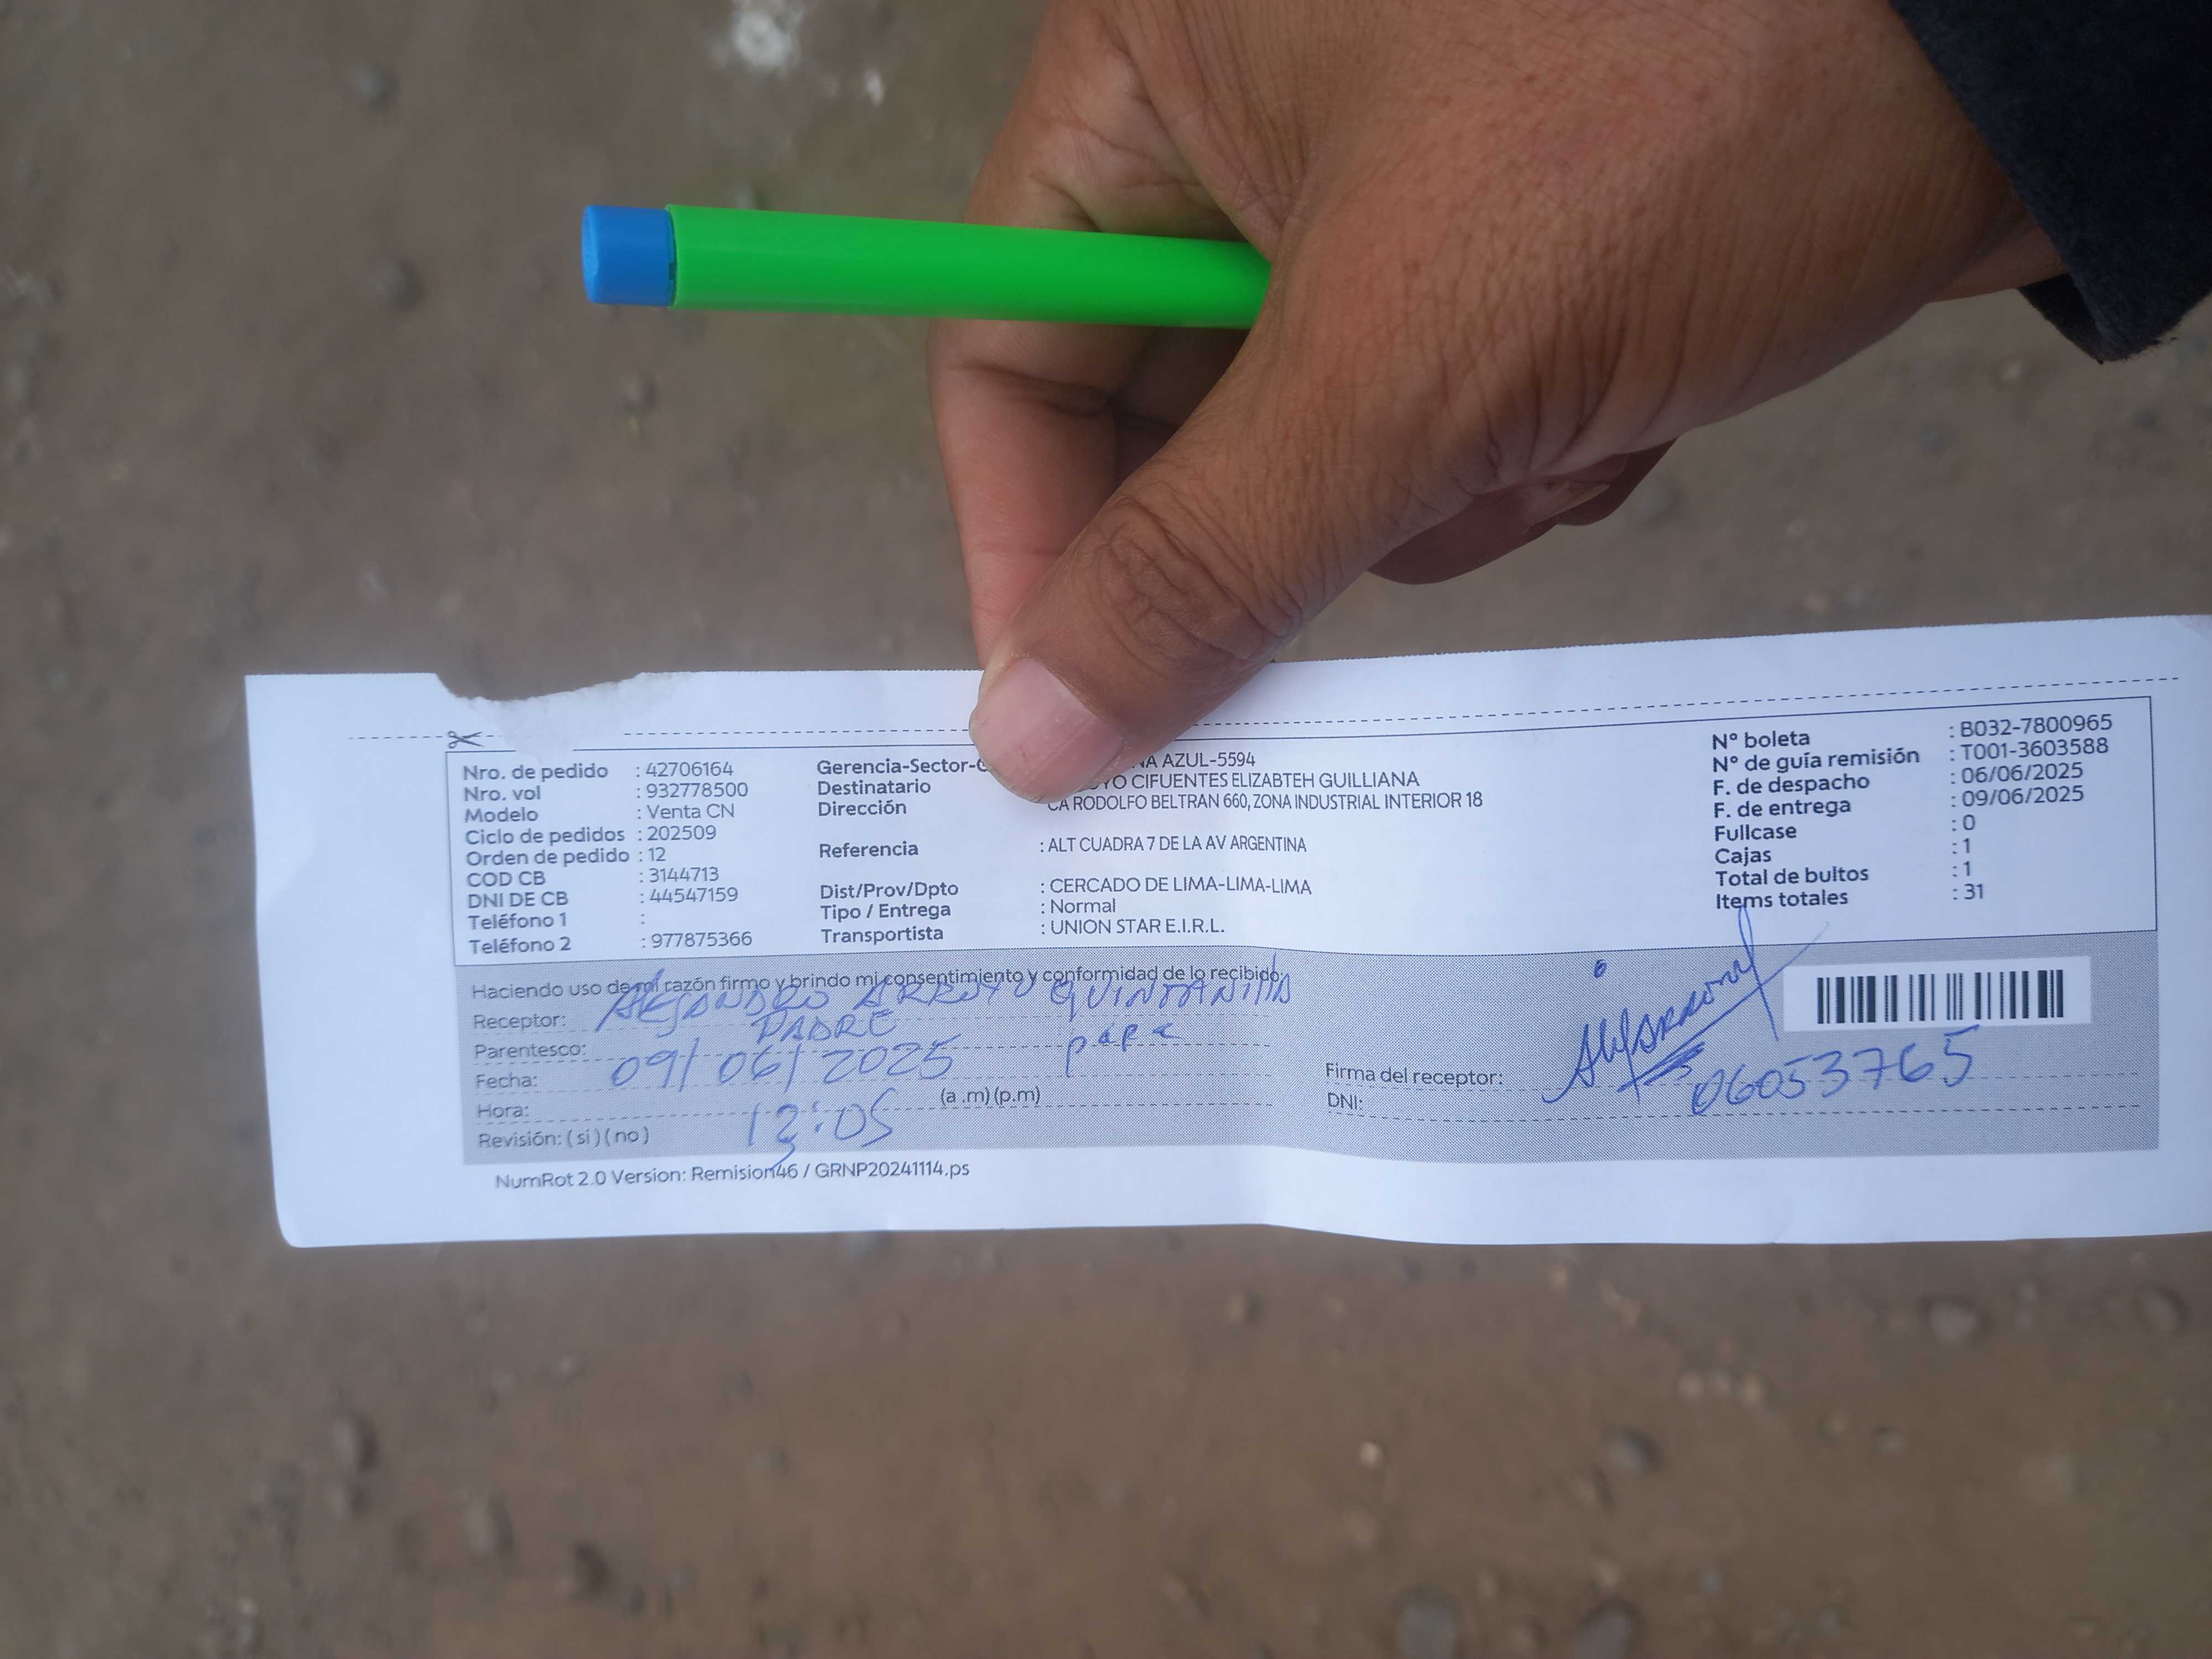 Nro. de pedido : 42706164
Nro. vol : 932778500
Modelo : Venta CN
Ciclo de pedidos : 202509
Orden de pedido : 12
COD CB : 3144713
DNI DE CB : 44547159
Teléfono 1 :
Teléfono 2 : 977875366
Gerencia-Sector- AZUL-5594
Destinatario CIFUENTES ELIZABTEH GUILLIANA
Dirección CA RODOLFO BELTRAN 660, ZONA INDUSTRIAL INTERIOR 18
Referencia : ALT CUADRA 7 DE LA AV ARGENTINA
Dist/Prov/Dpto : CERCADO DE LIMA-LIMA-LIMA
Tipo / Entrega : Normal
Transportista : UNION STAR E.I.R.L.
N° boleta : B032-7800965
N° de guía remisión : T001-3603588
F. de despacho : 06/06/2025
F. de entrega : 09/06/2025
Fullcase : 0
Cajas : 1
Total de bultos : 1
Items totales : 31
Haciendo uso de mi razón firmo y brindo mi consentimiento y conformidad de lo recibido:
Receptor: ALEJANDRO ARROYO QUINTANILLA
Parentesco: PADRE papa
Fecha: 09/06/2025
Hora: (a .m) (p.m)
Revisión: ( si ) ( no )
Firma del receptor:
DNI: 06053765
NumRot 2.0 Version: Remision46 / GRNP20241114.ps